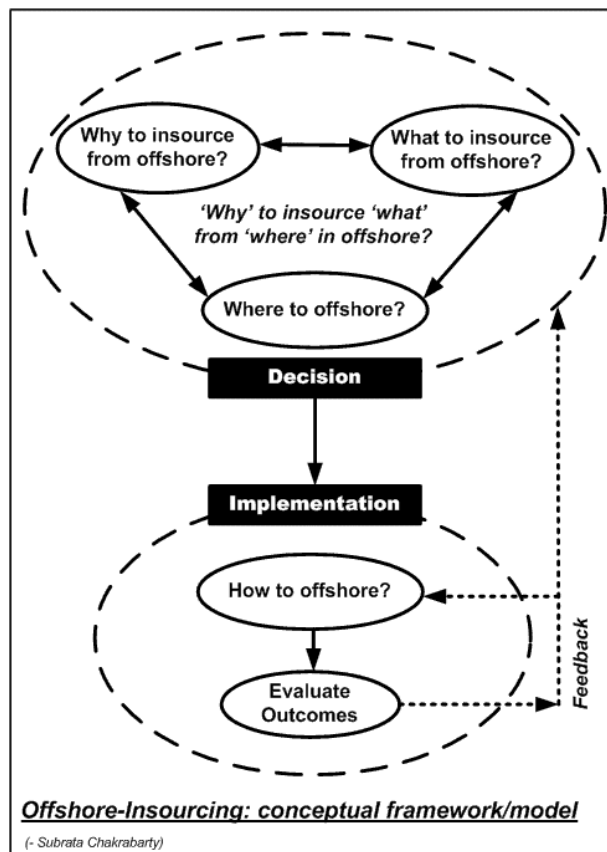 Why to insource
from offshore?
What to insource
from offshore?
‘Why’ to insource ‘what’
from ‘where’ in offshore?
Where to offshore?
Decision
Implementation
How to offshore?
Evaluate
Outcomes
Feedback
Offshore-Insourcing: conceptual framework/model
(- Subrata Chakrabarty)